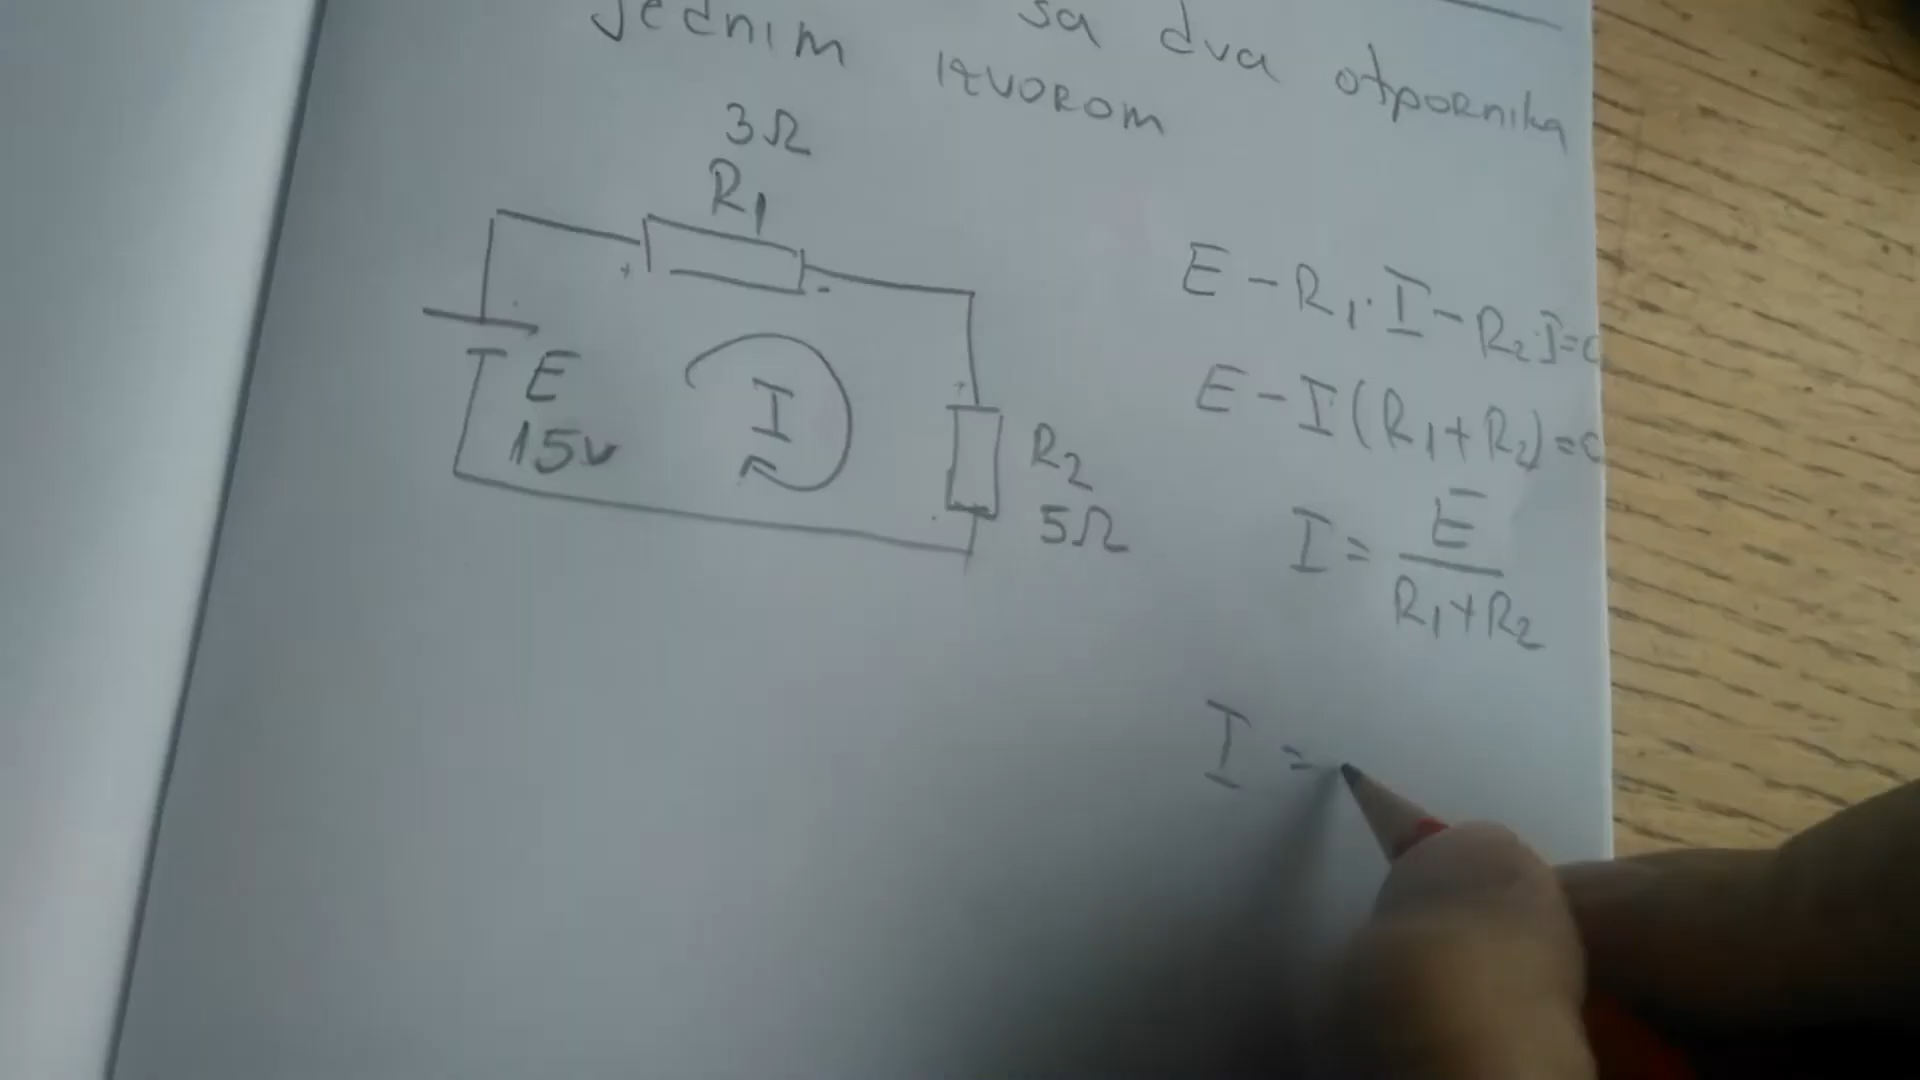 sa dva otpornika
jednim izvorom
3Ω
R1
E
15v
I
R2
5Ω
E - R1·I - R2·I=0
E - I(R1+R2)=0
I = E
R1+R2
I =